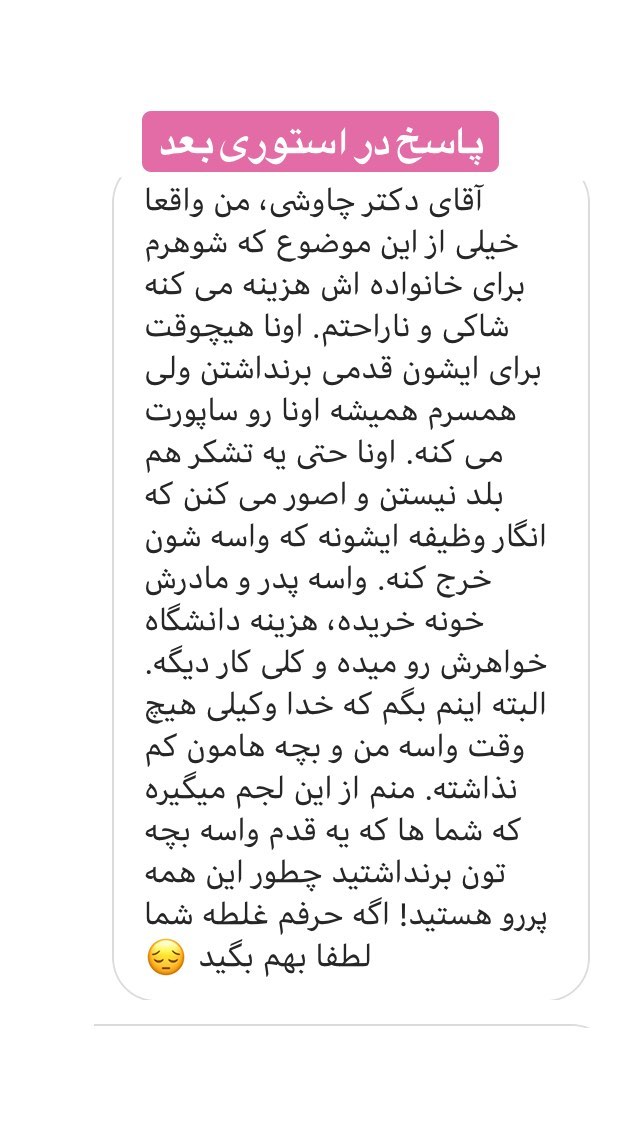 پاسخ در استوری بعد
آقای دکتر چاوشی، من واقعا
خیلی از این موضوع که شوهرم
برای خانواده اش هزینه می کنه
شاکی و ناراحتم. اونا هیچوقت
برای ایشون قدمی برنداشتن ولی
همسرم همیشه اونا رو ساپورت
می کنه. اونا حتی یه تشکر هم
بلد نیستن و اصور می کنن که
انگار وظیفه ایشونه که واسه شون
خرج کنه. واسه پدر و مادرش
خونه خریده، هزینه دانشگاه
خواهرش رو میده و کلی کار دیگه.
البته اینم بگم که خدا وکیلی هیچ
وقت واسه من و بچه هامون کم
نذاشته. منم از این لجم میگیره
که شما ها که یه قدم واسه بچه
تون برنداشتید چطور این همه
پررو هستید! اگه حرفم غلطه شما
لطفا بهم بگید 😔